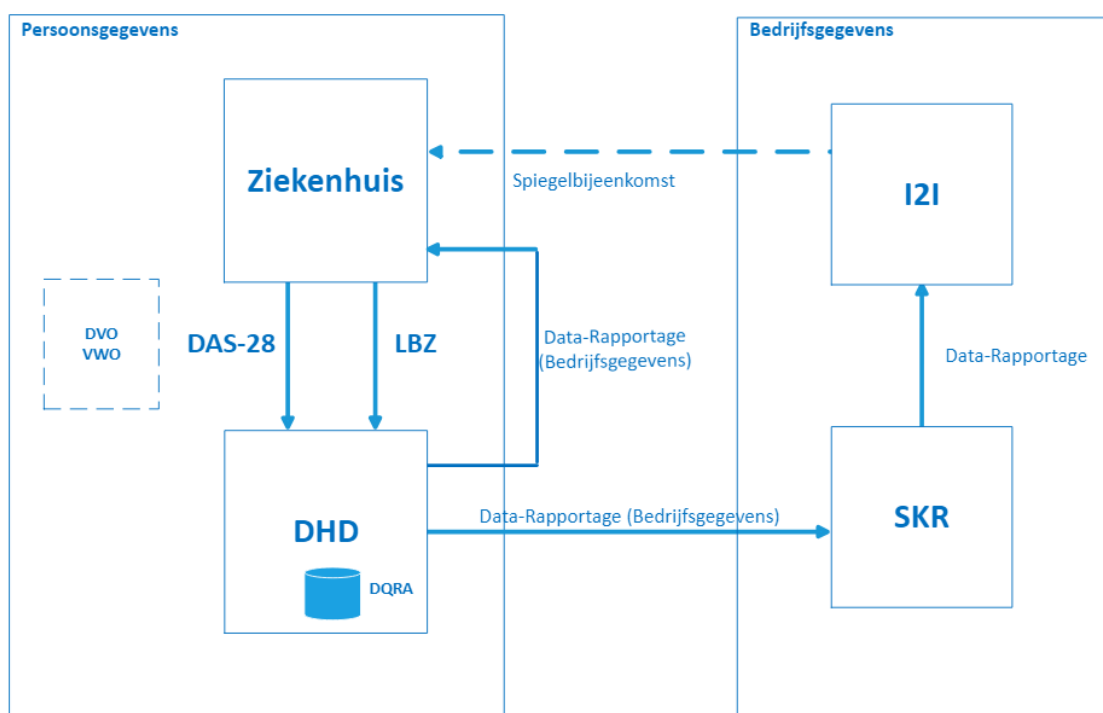 Persoonsgegevens
Bedrijfsgegevens
Ziekenhuis
Spiegelbijeenkomst
I2I
DVO
VWO
DAS-28
LBZ
Data-Rapportage
(Bedrijfsgegevens)
Data-Rapportage
DHD
DQRA
Data-Rapportage (Bedrijfsgegevens)
SKR